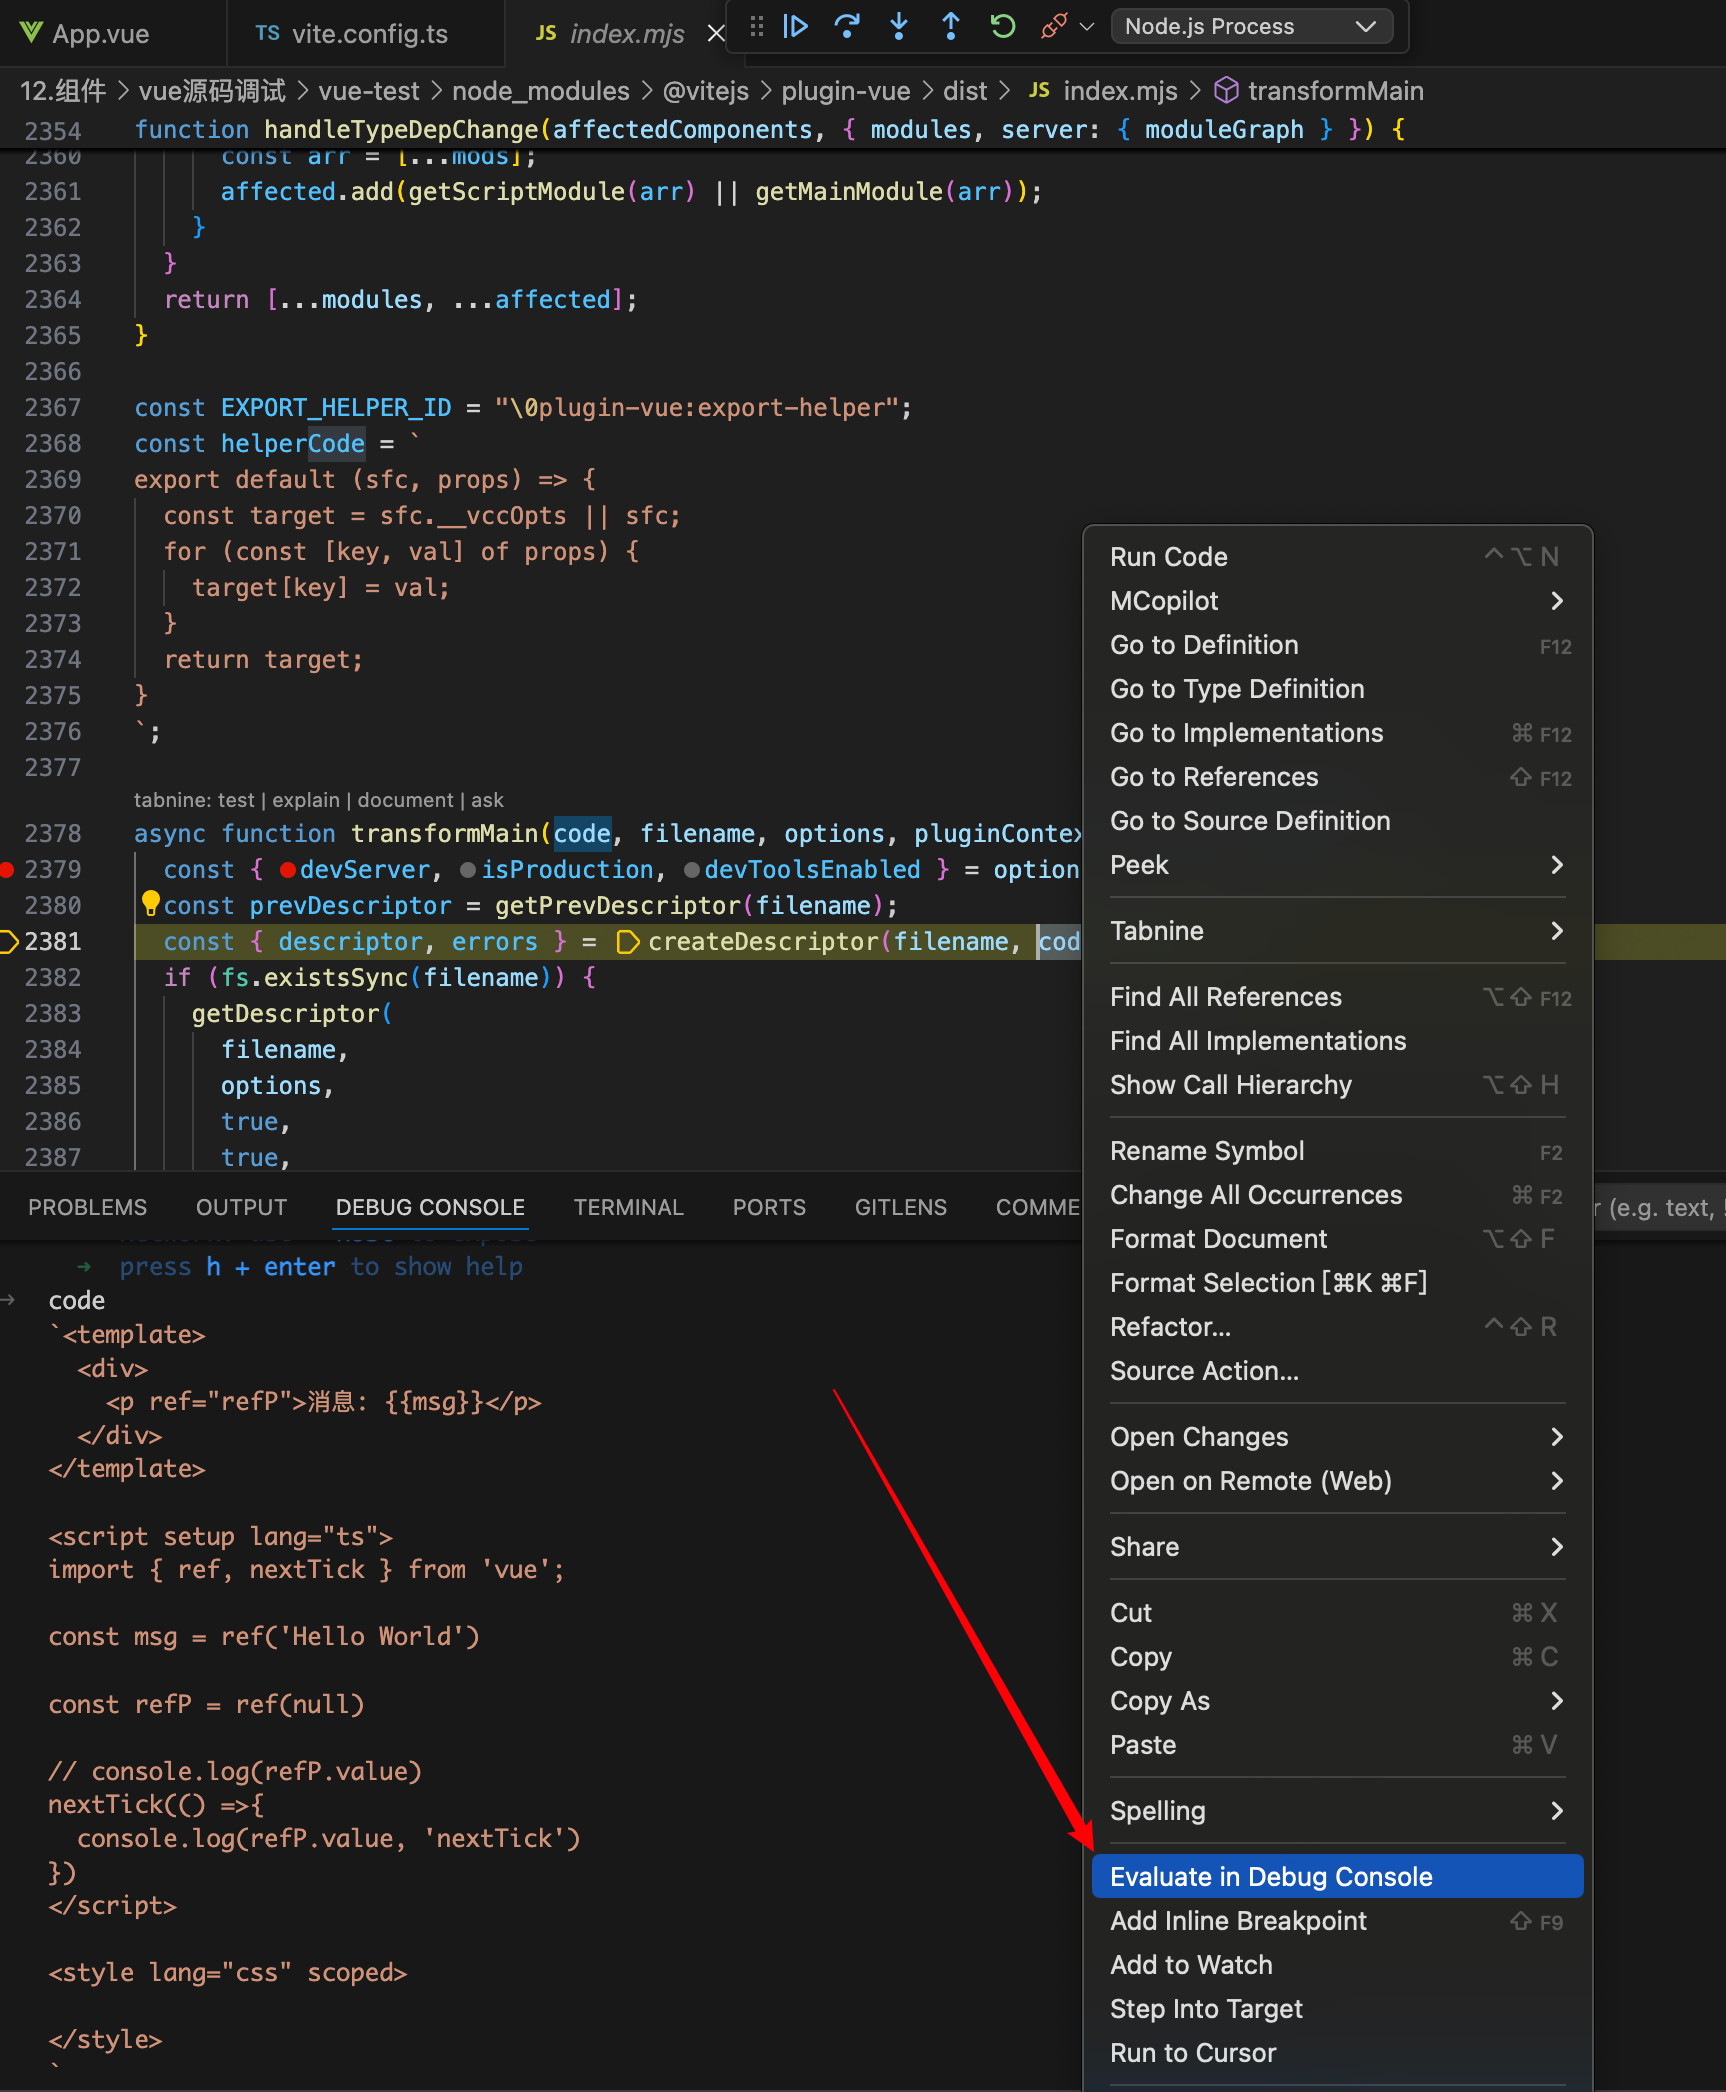 App.vue
TS vite.config.ts
JS index.mjs
Node.js Process
12.组件 > vue源码调试 > vue-test > node_modules > @vitejs > plugin-vue > dist > JS index.mjs > transformMain
2354 function handleTypeDepChange(affectedComponents, { modules, server: { moduleGraph } }) {
2360 const arr = [...mods];
2361 affected.add(getScriptModule(arr) || getMainModule(arr));
2362 }
2363 }
2364 return [...modules, ...affected];
2365 }
2366
2367 const EXPORT_HELPER_ID = "\0plugin-vue:export-helper";
2368 const helperCode = `
2369 export default (sfc, props) => {
2370 const target = sfc.__vccOpts || sfc;
2371 for (const [key, val] of props) {
2372 target[key] = val;
2373 }
2374 return target;
2375 }
2376 `;
2377
tabnine: test | explain | document | ask
2378 async function transformMain(code, filename, options, pluginContex
2379 const { devServer, isProduction, devToolsEnabled } = option
2380 const prevDescriptor = getPrevDescriptor(filename);
2381 const { descriptor, errors } = createDescriptor(filename, cod
2382 if (fs.existsSync(filename)) {
2383 getDescriptor(
2384 filename,
2385 options,
2386 true,
2387 true,
PROBLEMS OUTPUT DEBUG CONSOLE TERMINAL PORTS GITLENS COMME
r (e.g. text, !
➜ press h + enter to show help
code
`<template>
<div>
<p ref="refP">消息: {{msg}}</p>
</div>
</template>
<script setup lang="ts">
import { ref, nextTick } from 'vue';
const msg = ref('Hello World')
const refP = ref(null)
// console.log(refP.value)
nextTick(() =>{
console.log(refP.value, 'nextTick')
})
</script>
<style lang="css" scoped>
</style>
`
Run Code ^⌥N
MCopilot
Go to Definition F12
Go to Type Definition
Go to Implementations ⌘F12
Go to References ⇧F12
Go to Source Definition
Peek
Tabnine
Find All References ⌥⇧F12
Find All Implementations
Show Call Hierarchy ⌥⇧H
Rename Symbol F2
Change All Occurrences ⌘F2
Format Document ⌥⇧F
Format Selection [⌘K ⌘F]
Refactor... ^⇧R
Source Action...
Open Changes
Open on Remote (Web)
Share
Cut ⌘X
Copy ⌘C
Copy As
Paste ⌘V
Spelling
Evaluate in Debug Console
Add Inline Breakpoint ⇧F9
Add to Watch
Step Into Target
Run to Cursor